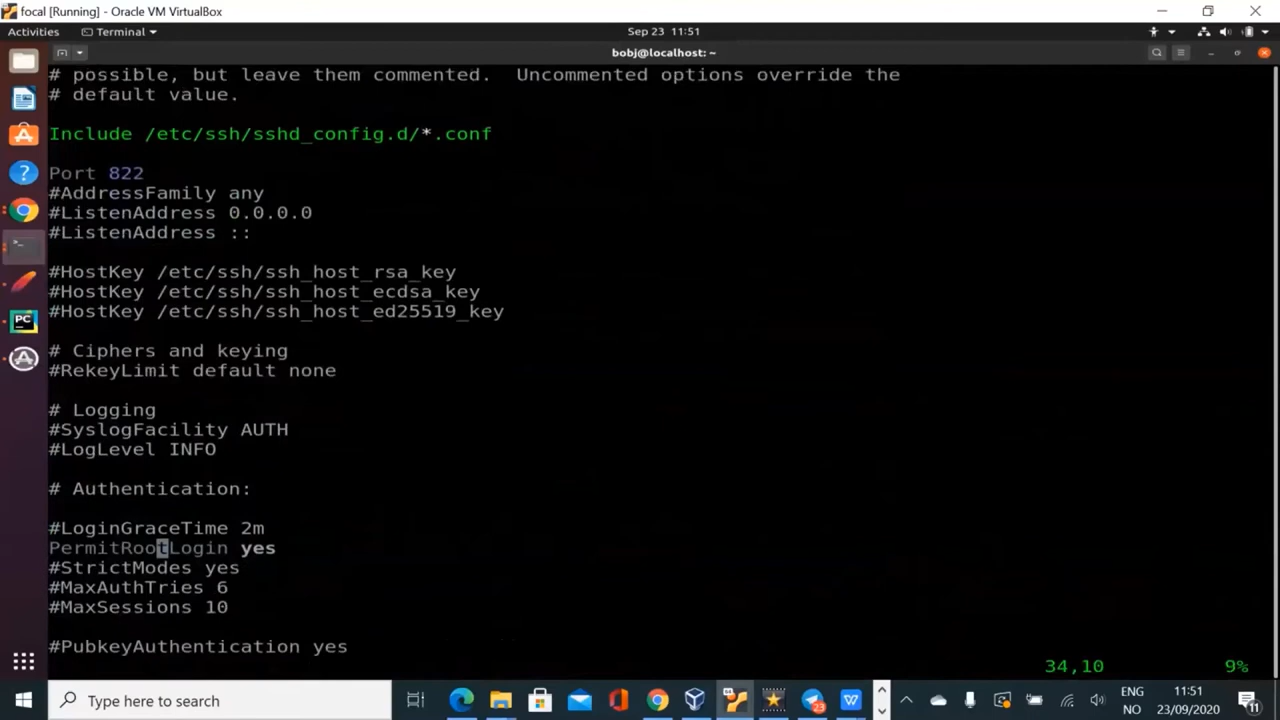 focal [Running] - Oracle VM VirtualBox
Activities
Terminal
Sep 23 11:51
bobj@localhost: ~
# possible, but leave them commented.  Uncommented options override the
# default value.
Include /etc/ssh/sshd_config.d/*.conf
Port 822
#AddressFamily any
#ListenAddress 0.0.0.0
#ListenAddress ::
#HostKey /etc/ssh/ssh_host_rsa_key
#HostKey /etc/ssh/ssh_host_ecdsa_key
#HostKey /etc/ssh/ssh_host_ed25519_key
# Ciphers and keying
#RekeyLimit default none
# Logging
#SyslogFacility AUTH
#LogLevel INFO
# Authentication:
#LoginGraceTime 2m
PermitRootLogin yes
#StrictModes yes
#MaxAuthTries 6
#MaxSessions 10
#PubkeyAuthentication yes
34,10
9%
PC
Type here to search
23
W
ENG
NO
11:51
23/09/2020
11